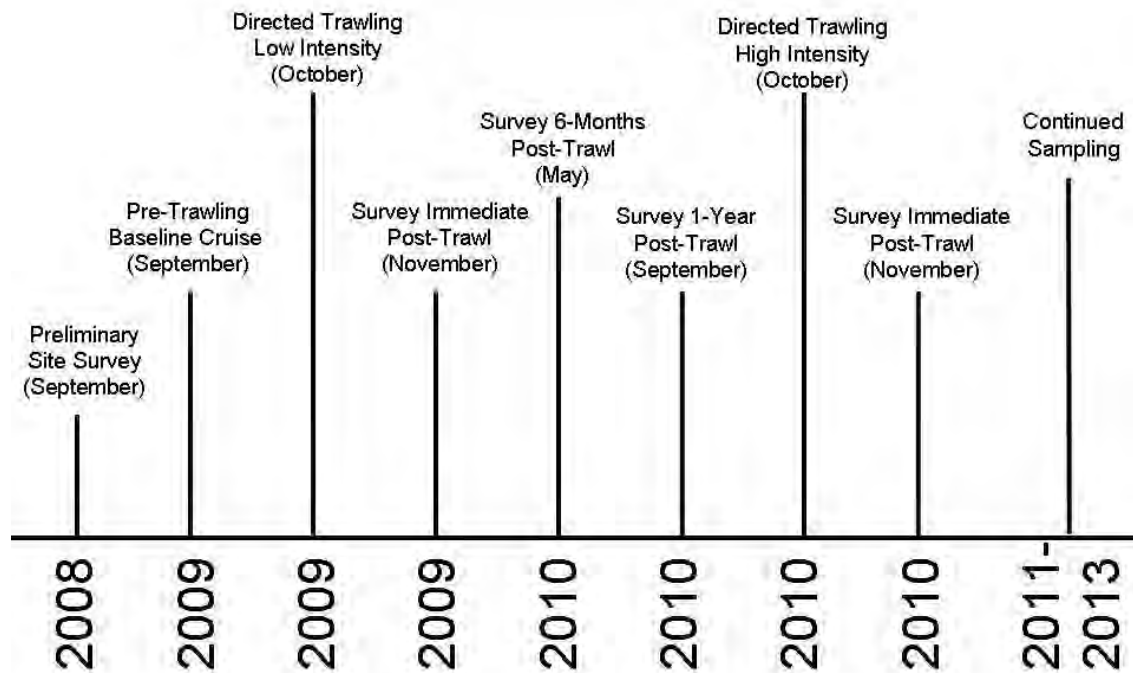 Preliminary
Site Survey
(September)
Pre-Trawling
Baseline Cruise
(September)
Directed Trawling
Low Intensity
(October)
Survey Immediate
Post-Trawl
(November)
Survey 6-Months
Post-Trawl
(May)
Survey 1-Year
Post-Trawl
(September)
Directed Trawling
High Intensity
(October)
Survey Immediate
Post-Trawl
(November)
Continued
Sampling
2008
2009
2009
2009
2010
2010
2010
2010
2011-
2013